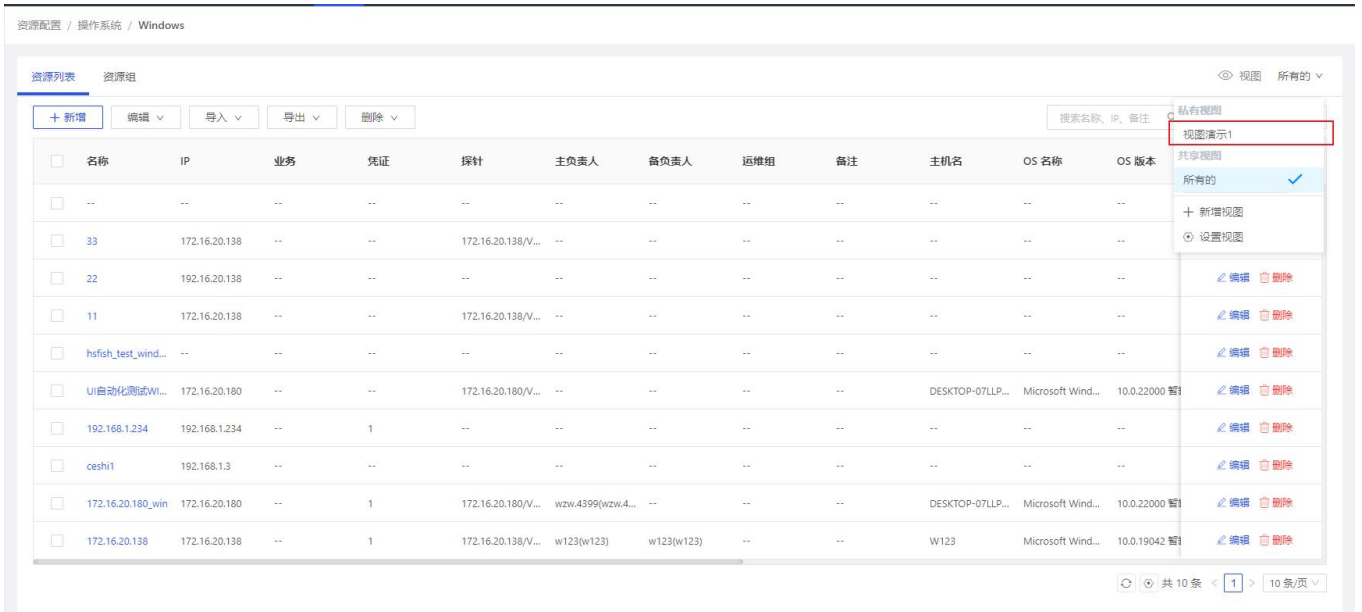 资源配置 / 操作系统 / Windows
资源列表 资源组 视图 所有的
+ 新增 编辑 导入 导出 删除 搜索名称、IP、备注
私有视图
视图演示1
共享视图
所有的
+ 新增视图
设置视图
名称 IP 业务 凭证 探针 主负责人 备负责人 运维组 备注 主机名 OS 名称 OS 版本
-- -- -- -- -- -- -- -- -- -- -- --
33 172.16.20.138 -- -- 172.16.20.138/V... -- -- -- -- -- -- --
22 192.16.20.138 -- -- -- -- -- -- -- -- -- -- 编辑 删除
11 172.16.20.138 -- -- 172.16.20.138/V... -- -- -- -- -- -- -- 编辑 删除
hsfish_test_wind... -- -- -- -- -- -- -- -- -- -- -- 编辑 删除
UI自动化测试WI... 172.16.20.180 -- -- 172.16.20.180/V... -- -- -- -- DESKTOP-07LLP... Microsoft Wind... 10.0.22000 编辑 删除
192.168.1.234 192.168.1.234 -- 1 -- -- -- -- -- -- -- -- 编辑 删除
ceshi1 192.168.1.3 -- -- -- -- -- -- -- -- -- -- 编辑 删除
172.16.20.180_win 172.16.20.180 -- 1 172.16.20.180/V... wzw.4399(wzw.4... -- -- -- DESKTOP-07LLP... Microsoft Wind... 10.0.22000 编辑 删除
172.16.20.138 172.16.20.138 -- 1 172.16.20.138/V... w123(w123) w123(w123) -- -- W123 Microsoft Wind... 10.0.19042 编辑 删除
共 10 条 < 1 > 10 条/页